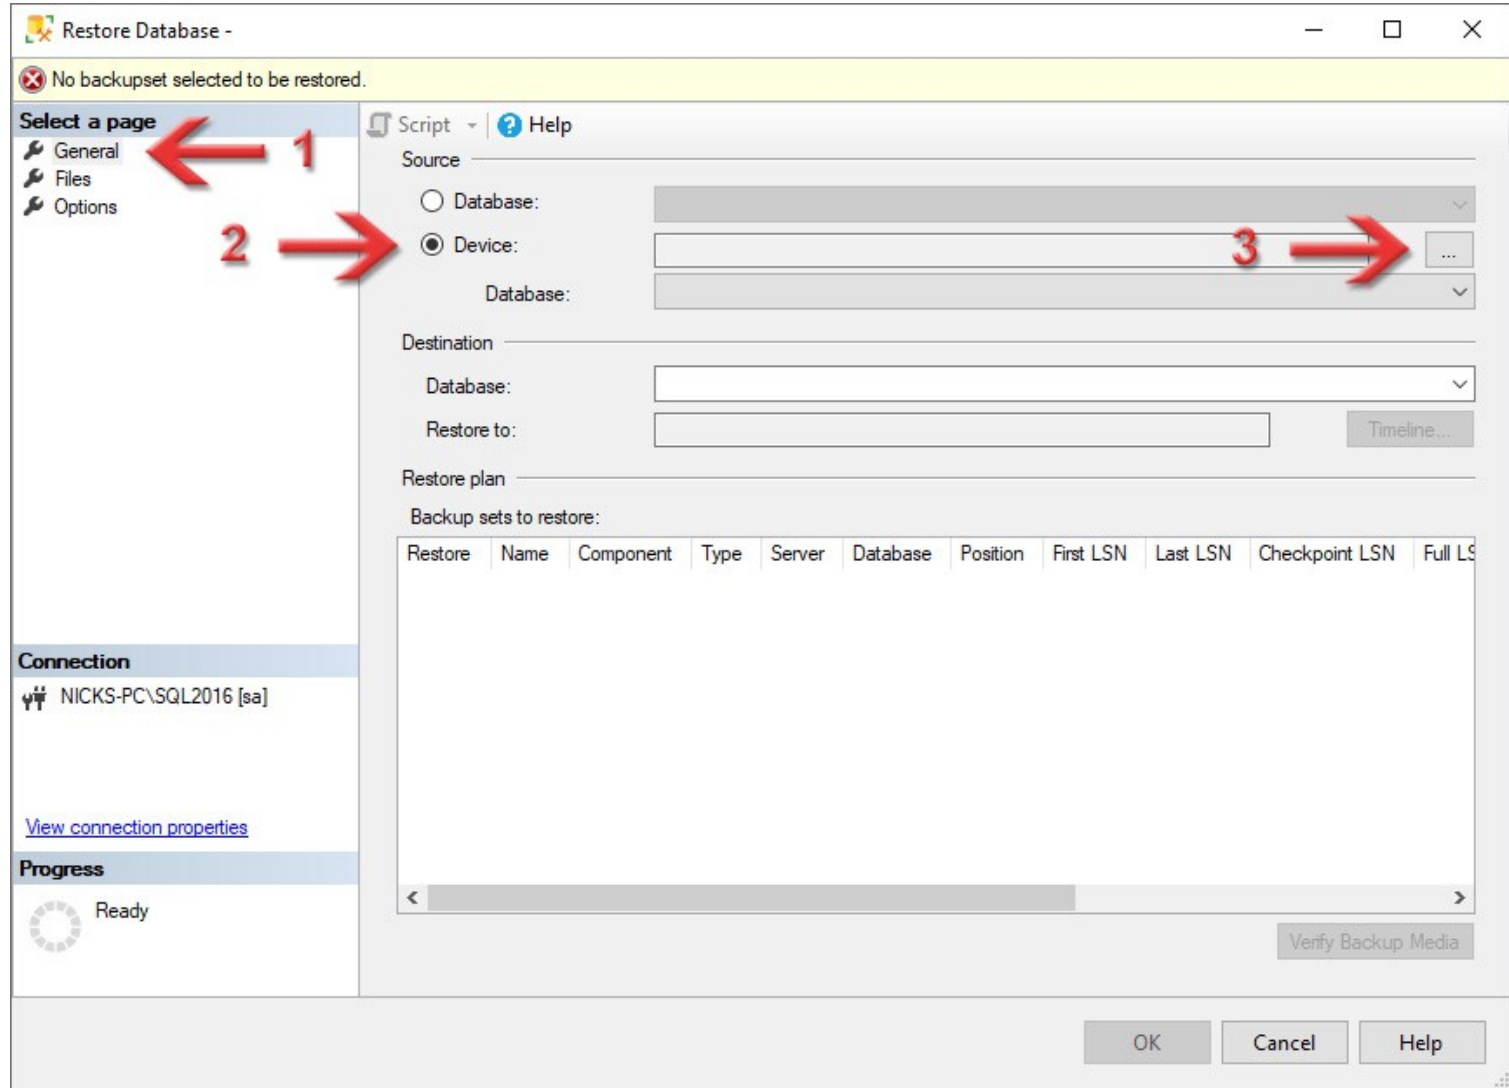 Restore Database -
No backupset selected to be restored.
Select a page
General
Files
Options
1
2
3
Script
Help
Source
Database:
Device:
...
Database:
Destination
Database:
Restore to:
Timeline...
Restore plan
Backup sets to restore:
Restore Name Component Type Server Database Position First LSN Last LSN Checkpoint LSN Full LS
Connection
NICKS-PC\SQL2016 [sa]
View connection properties
Progress
Ready
Verify Backup Media
OK Cancel Help